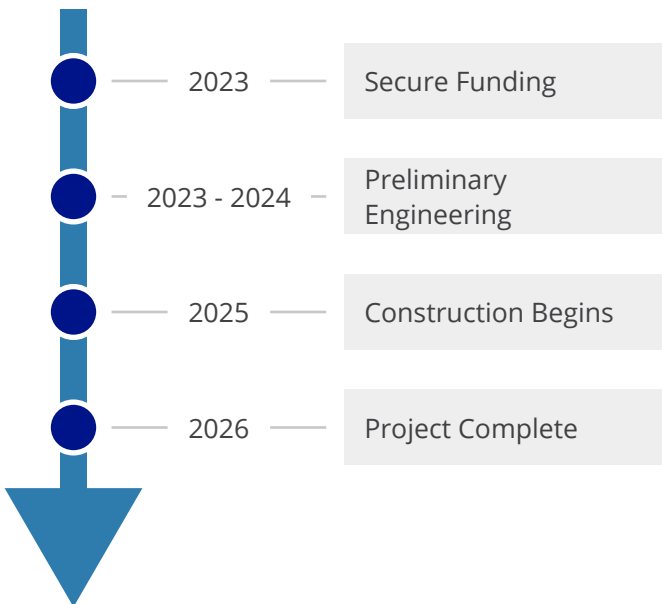 2023
Secure Funding
2023 - 2024
Preliminary
Engineering
2025
Construction Begins
2026
Project Complete